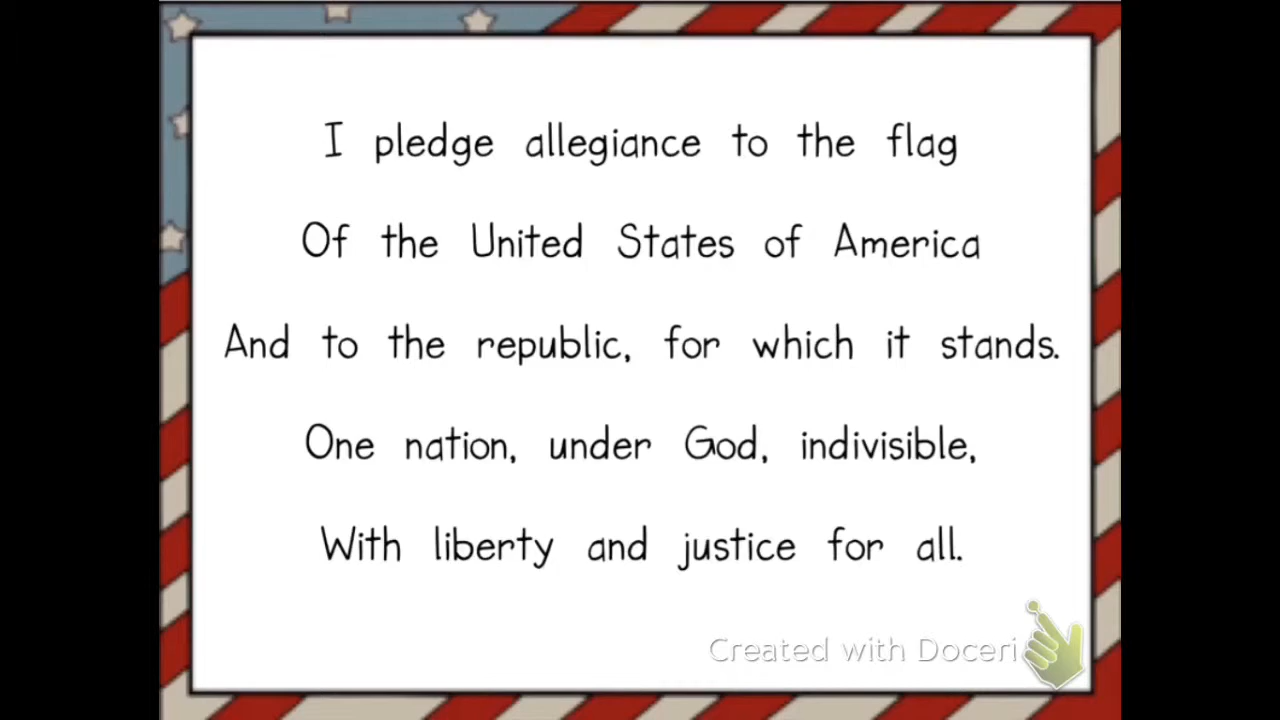 I pledge allegiance to the flag
Of the United States of America
And to the republic, for which it stands.
One nation, under God, indivisible,
With liberty and justice for all.
Created with Doceri